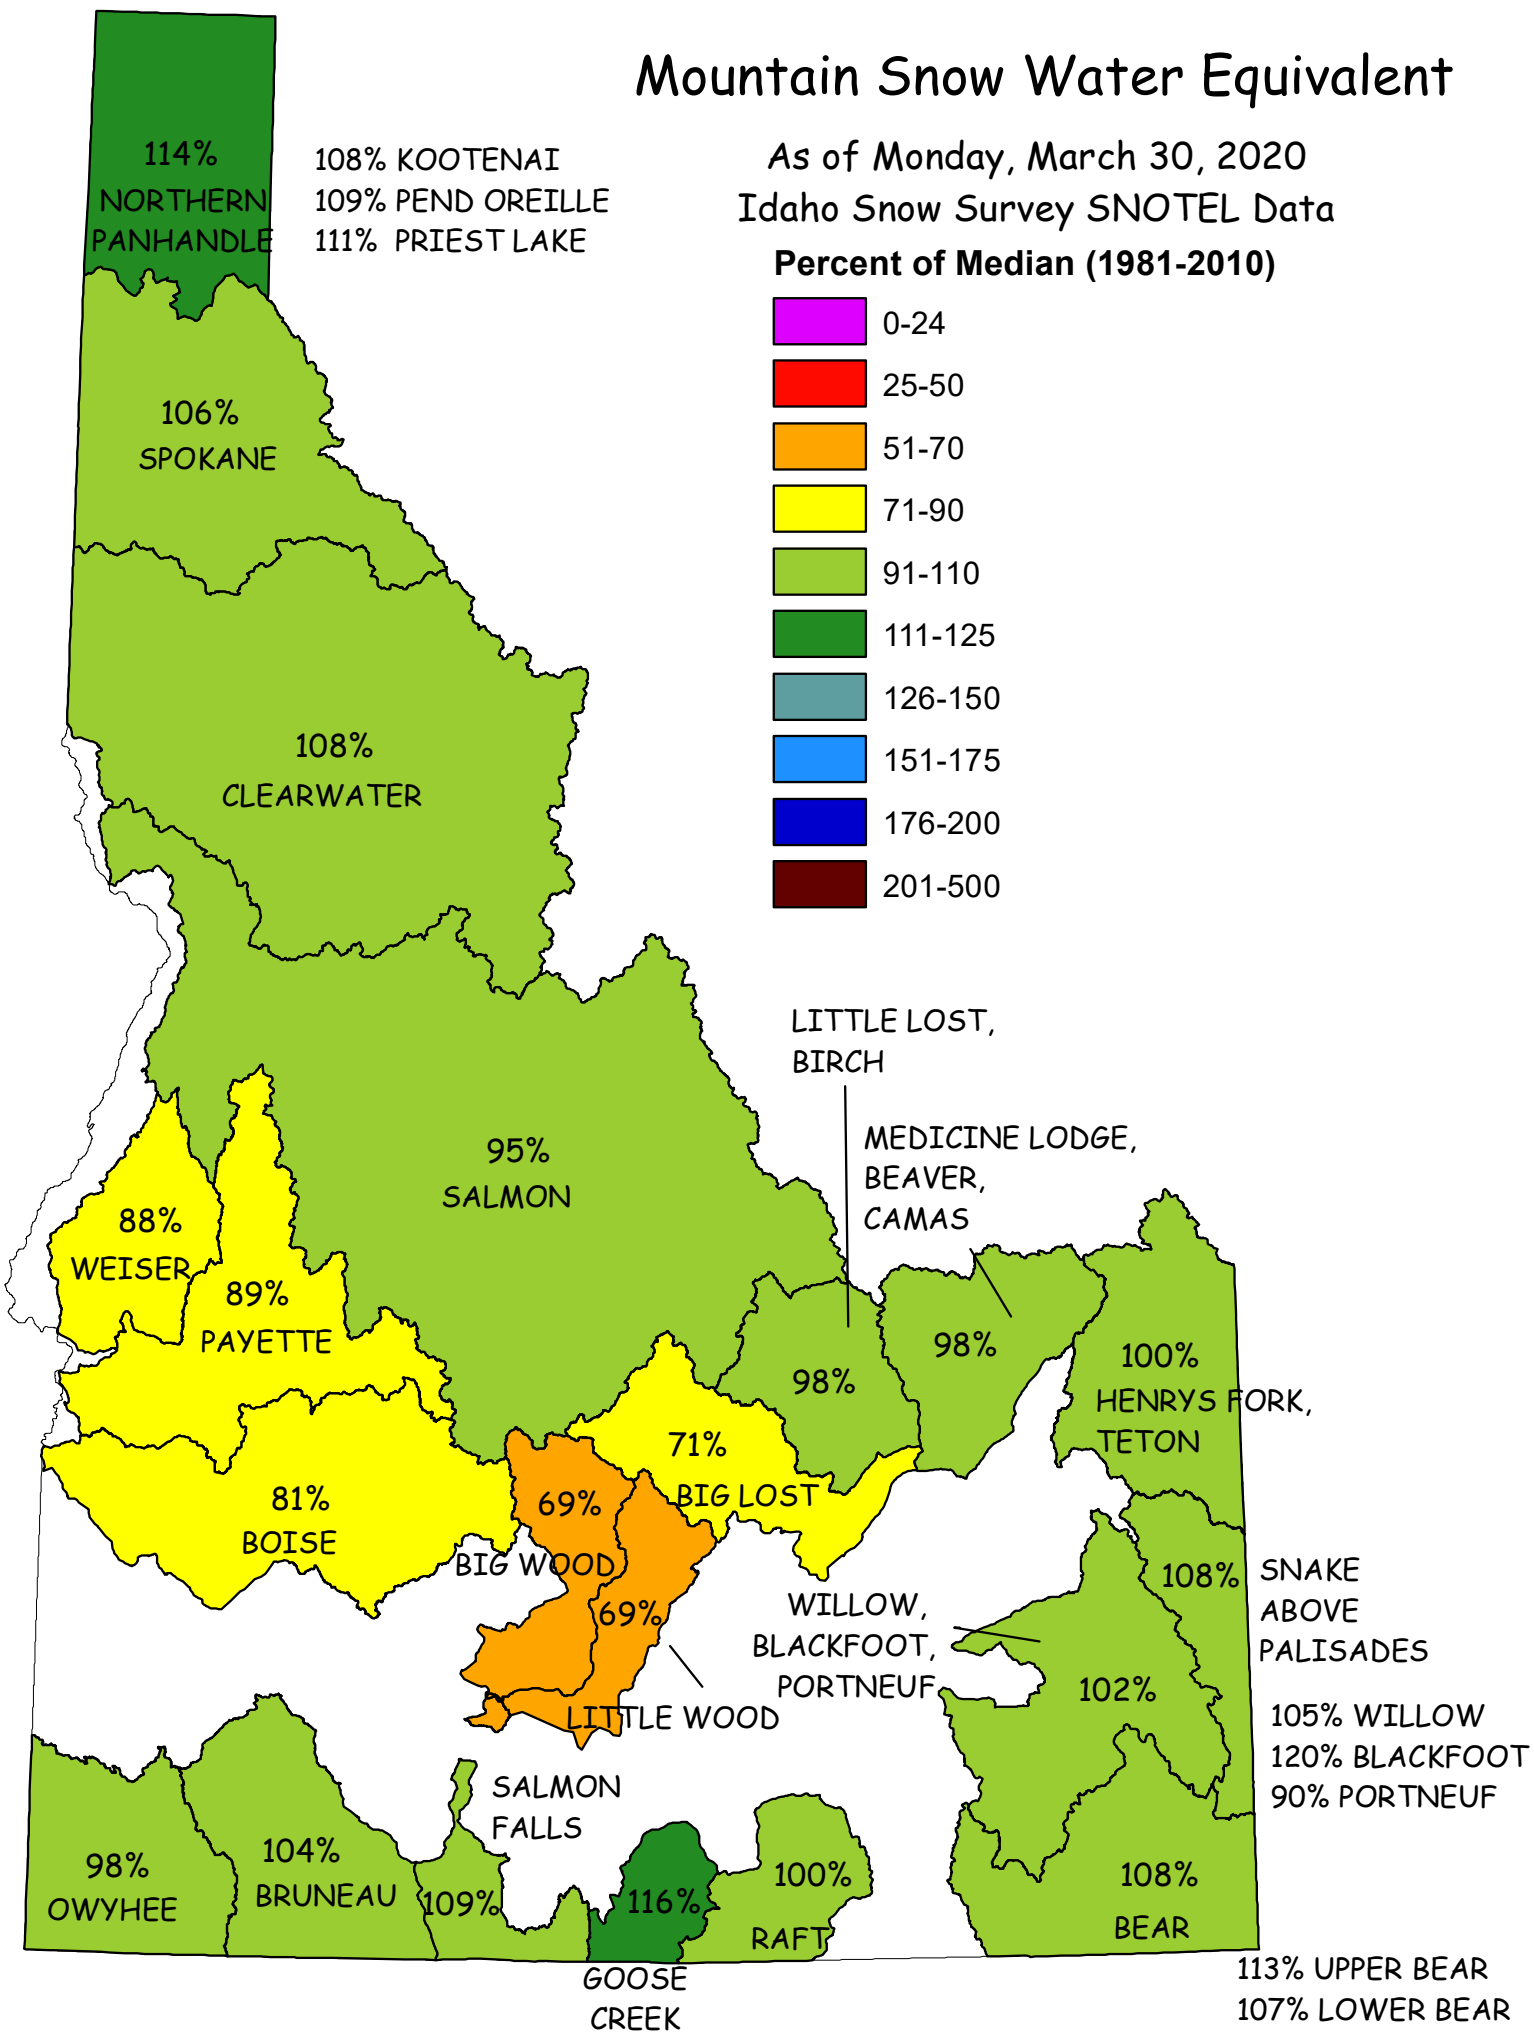 Mountain Snow Water Equivalent
As of Monday, March 30, 2020
Idaho Snow Survey SNOTEL Data
Percent of Median (1981-2010)
0-24
25-50
51-70
71-90
91-110
111-125
126-150
151-175
176-200
201-500
114%
NORTHERN
PANHANDLE
108% KOOTENAI
109% PEND OREILLE
111% PRIEST LAKE
106%
SPOKANE
108%
CLEARWATER
95%
SALMON
LITTLE LOST,
BIRCH
MEDICINE LODGE,
BEAVER,
CAMAS
88%
WEISER
89%
PAYETTE
98%
98%
100%
HENRYS FORK,
TETON
71%
BIG LOST
81%
BOISE
69%
BIG WOOD
69%
LITTLE WOOD
WILLOW,
BLACKFOOT,
PORTNEUF
108%
SNAKE
ABOVE
PALISADES
102%
105% WILLOW
120% BLACKFOOT
90% PORTNEUF
98%
OWYHEE
104%
BRUNEAU
SALMON
FALLS
109%
116%
GOOSE
CREEK
100%
RAFT
108%
BEAR
113% UPPER BEAR
107% LOWER BEAR